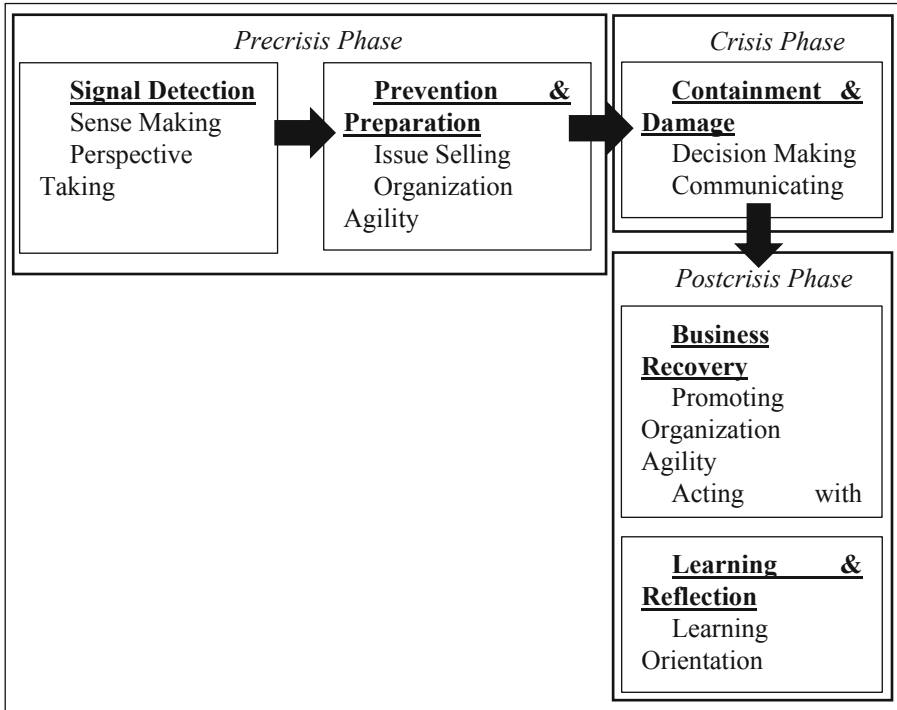 Precrisis Phase
Signal Detection
Sense Making
Perspective
Taking
Prevention &
Preparation
Issue Selling
Organization
Agility
Crisis Phase
Containment &
Damage
Decision Making
Communicating
Postcrisis Phase
Business
Recovery
Promoting
Organization
Agility
Acting with
Learning &
Reflection
Learning
Orientation